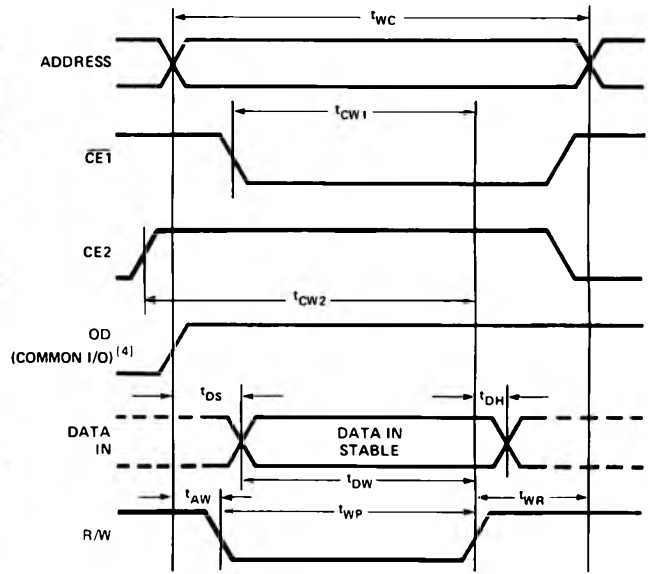 tWC
ADDRESS
tCW1
CE1
CE2
tCW2
OD
(COMMON I/O)(4)
tDS
tDH
DATA IN
DATA IN STABLE
tDW
tAW
tWP
tWR
R/W